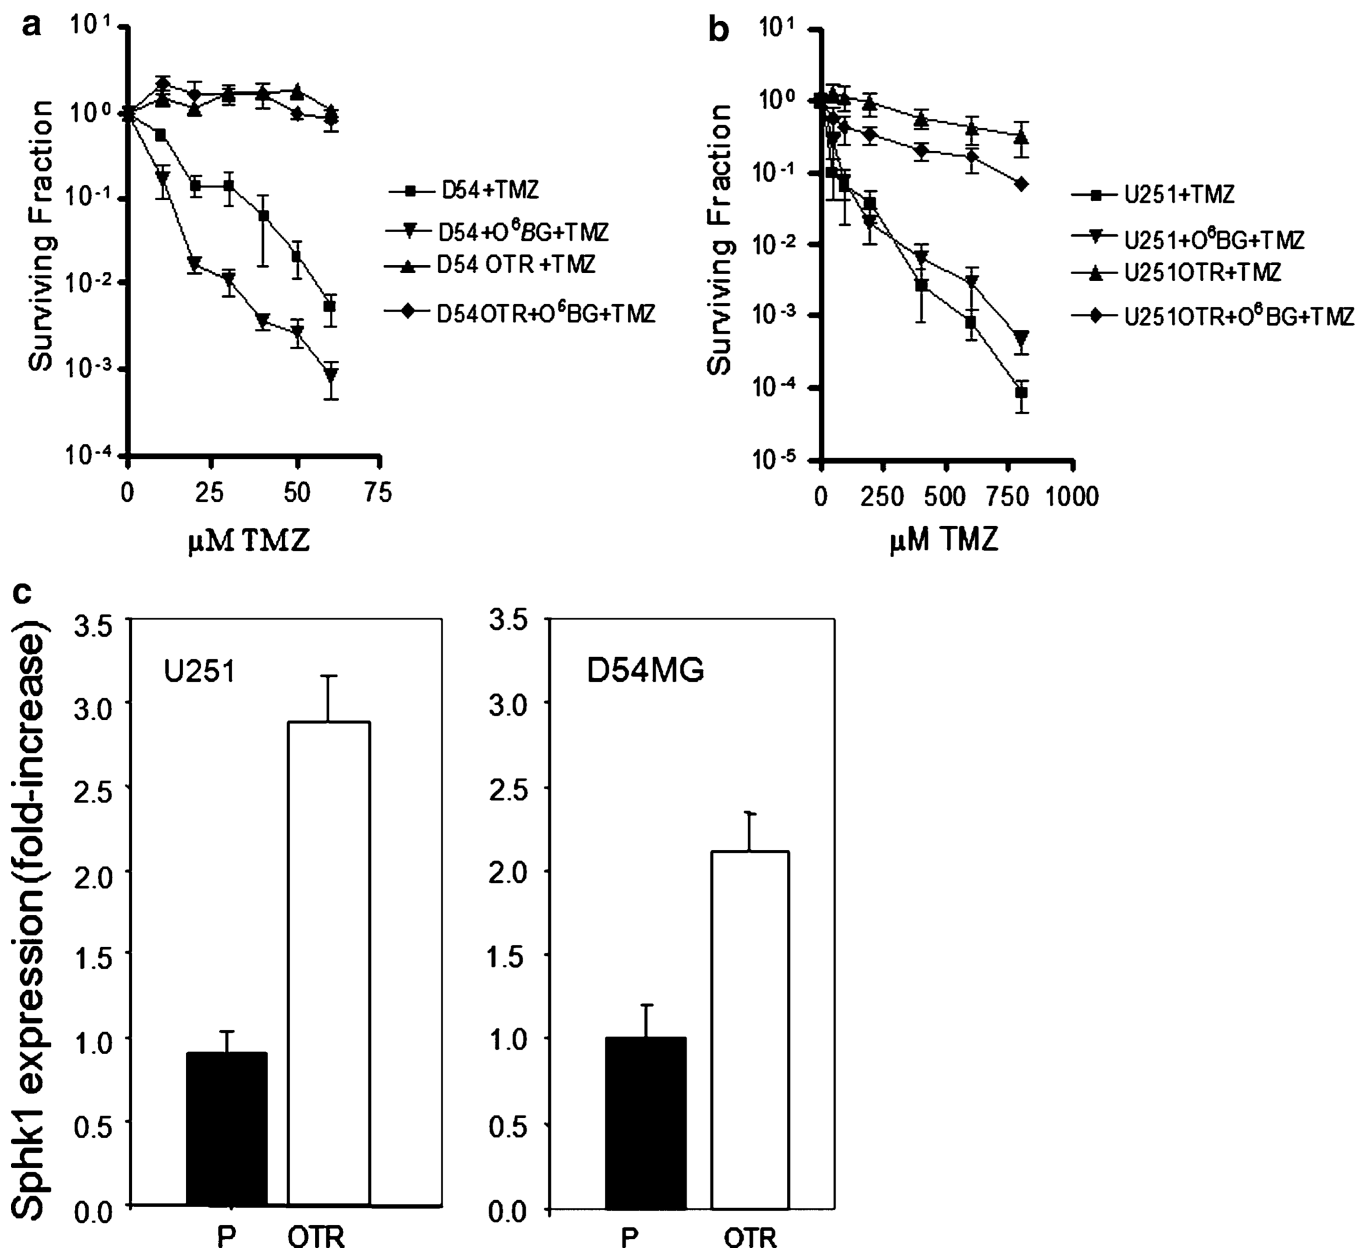 a
10¹
10⁰
10⁻¹
10⁻²
10⁻³
10⁻⁴
Surviving Fraction
0 25 50 75
μM TMZ
D54+TMZ
D54+O⁶BG+TMZ
D54 OTR +TMZ
D54OTR+O⁶BG+TMZ
b
10¹
10⁰
10⁻¹
10⁻²
10⁻³
10⁻⁴
10⁻⁵
Surviving Fraction
0 250 500 750 1000
μM TMZ
U251+TMZ
U251+O⁶BG+TMZ
U251OTR+TMZ
U251OTR+O⁶BG+TMZ
c
Sphk1 expression(fold-increase)
3.5
3.0
2.5
2.0
1.5
1.0
0.5
0.0
U251
P OTR
3.5
3.0
2.5
2.0
1.5
1.0
0.5
0.0
D54MG
P OTR